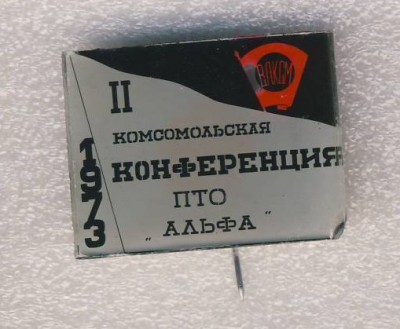 ВЛКСМ
II
КОМСОМОЛЬСКАЯ
1973
КОНФЕРЕНЦИЯ
ПТО
„АЛЬФА"